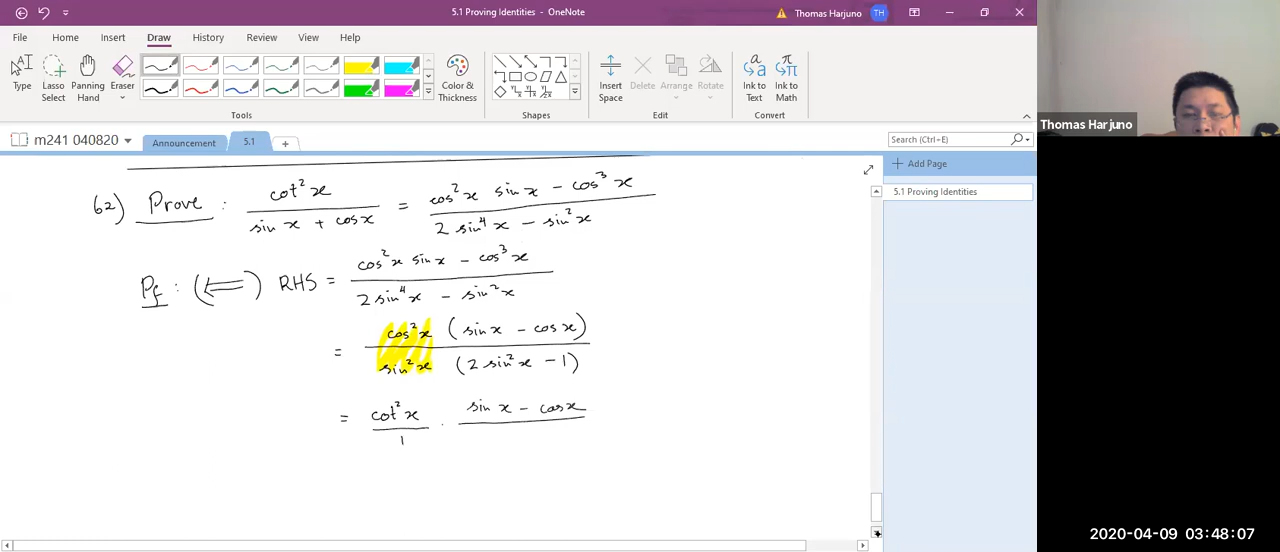 5.1 Proving Identities - OneNote
Thomas Harjuno TH
File Home Insert Draw History Review View Help
Type Lasso Select Panning Hand Eraser Color & Thickness Insert Space Delete Arrange Rotate Ink to Text Ink to Math
Tools Shapes Edit Convert
m241 040820 Announcement 5.1 Search (Ctrl+E)
Add Page
5.1 Proving Identities
Thomas Harjuno
62) Prove : cot²x / (sin x + cos x) = (cos²x sin x - cos³x) / (2 sin⁴x - sin²x)
Pf : (⇐) RHS = (cos²x sin x - cos³x) / (2 sin⁴x - sin²x)
= cos²x (sin x - cos x) / sin²x (2 sin²x - 1)
= cot²x / 1 · sin x - cos x
2020-04-09 03:48:07